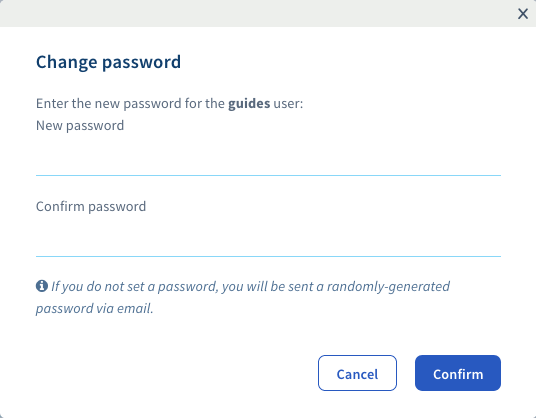 Change password
Enter the new password for the guides user:
New password
Confirm password
If you do not set a password, you will be sent a randomly-generated
password via email.
Cancel Confirm